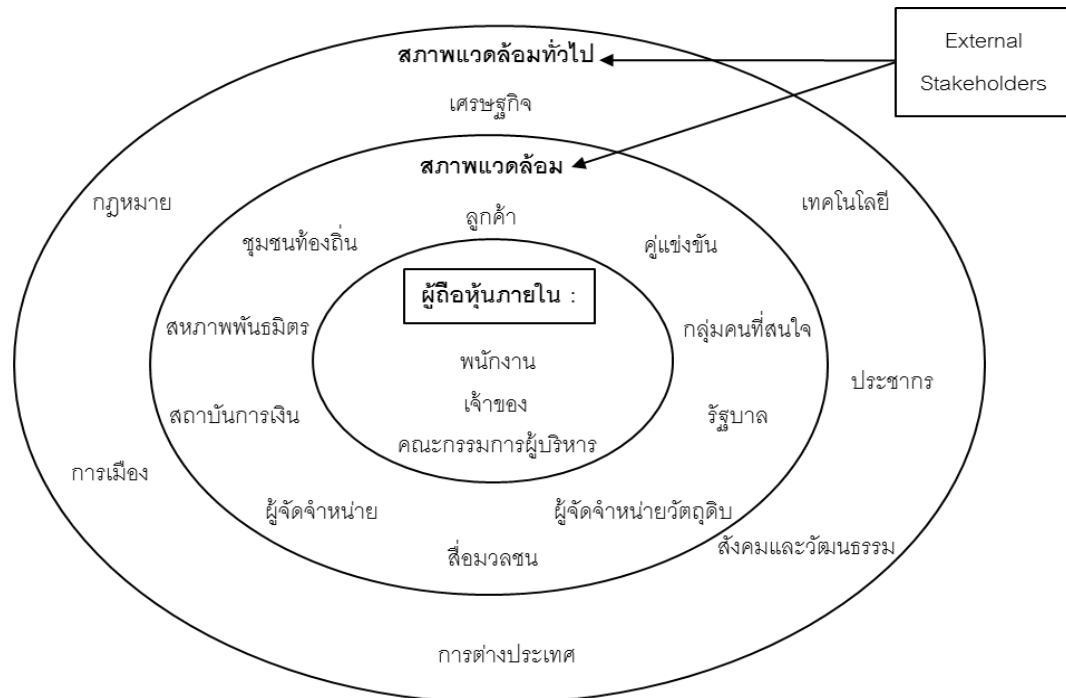 External
Stakeholders
สภาพแวดล้อมทั่วไป
เศรษฐกิจ
สภาพแวดล้อม
กฎหมาย
เทคโนโลยี
ลูกค้า
ชุมชนท้องถิ่น
คู่แข่งขัน
ผู้ถือหุ้นภายใน :
สหภาพพันธมิตร
กลุ่มคนที่สนใจ
พนักงาน
ประชากร
เจ้าของ
สถาบันการเงิน
รัฐบาล
คณะกรรมการผู้บริหาร
การเมือง
ผู้จัดจำหน่าย
ผู้จัดจำหน่ายวัตถุดิบ
สังคมและวัฒนธรรม
สื่อมวลชน
การต่างประเทศ